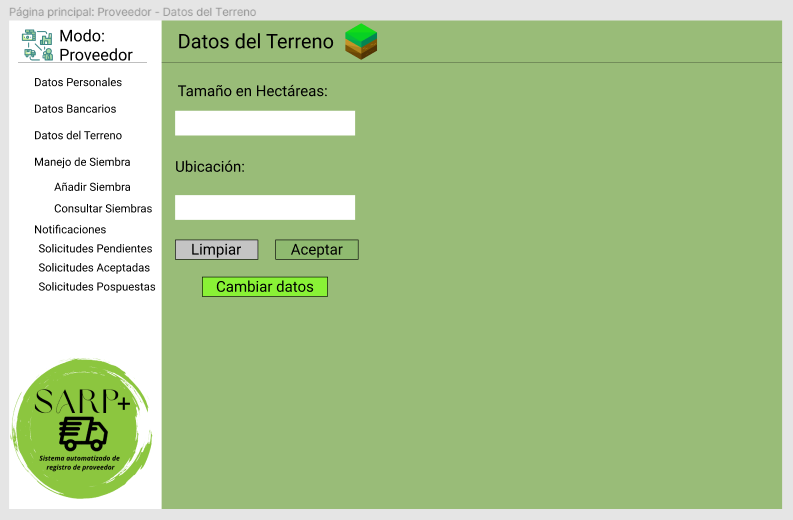 Página principal: Proveedor - Datos del Terreno
Modo:
Proveedor
Datos Personales
Datos Bancarios
Datos del Terreno
Manejo de Siembra
Añadir Siembra
Consultar Siembras
Notificaciones
Solicitudes Pendientes
Solicitudes Aceptadas
Solicitudes Pospuestas
SARP+
Sistema automatizado de
registro de proveedor
Datos del Terreno
Tamaño en Hectáreas:
Ubicación:
Limpiar
Aceptar
Cambiar datos